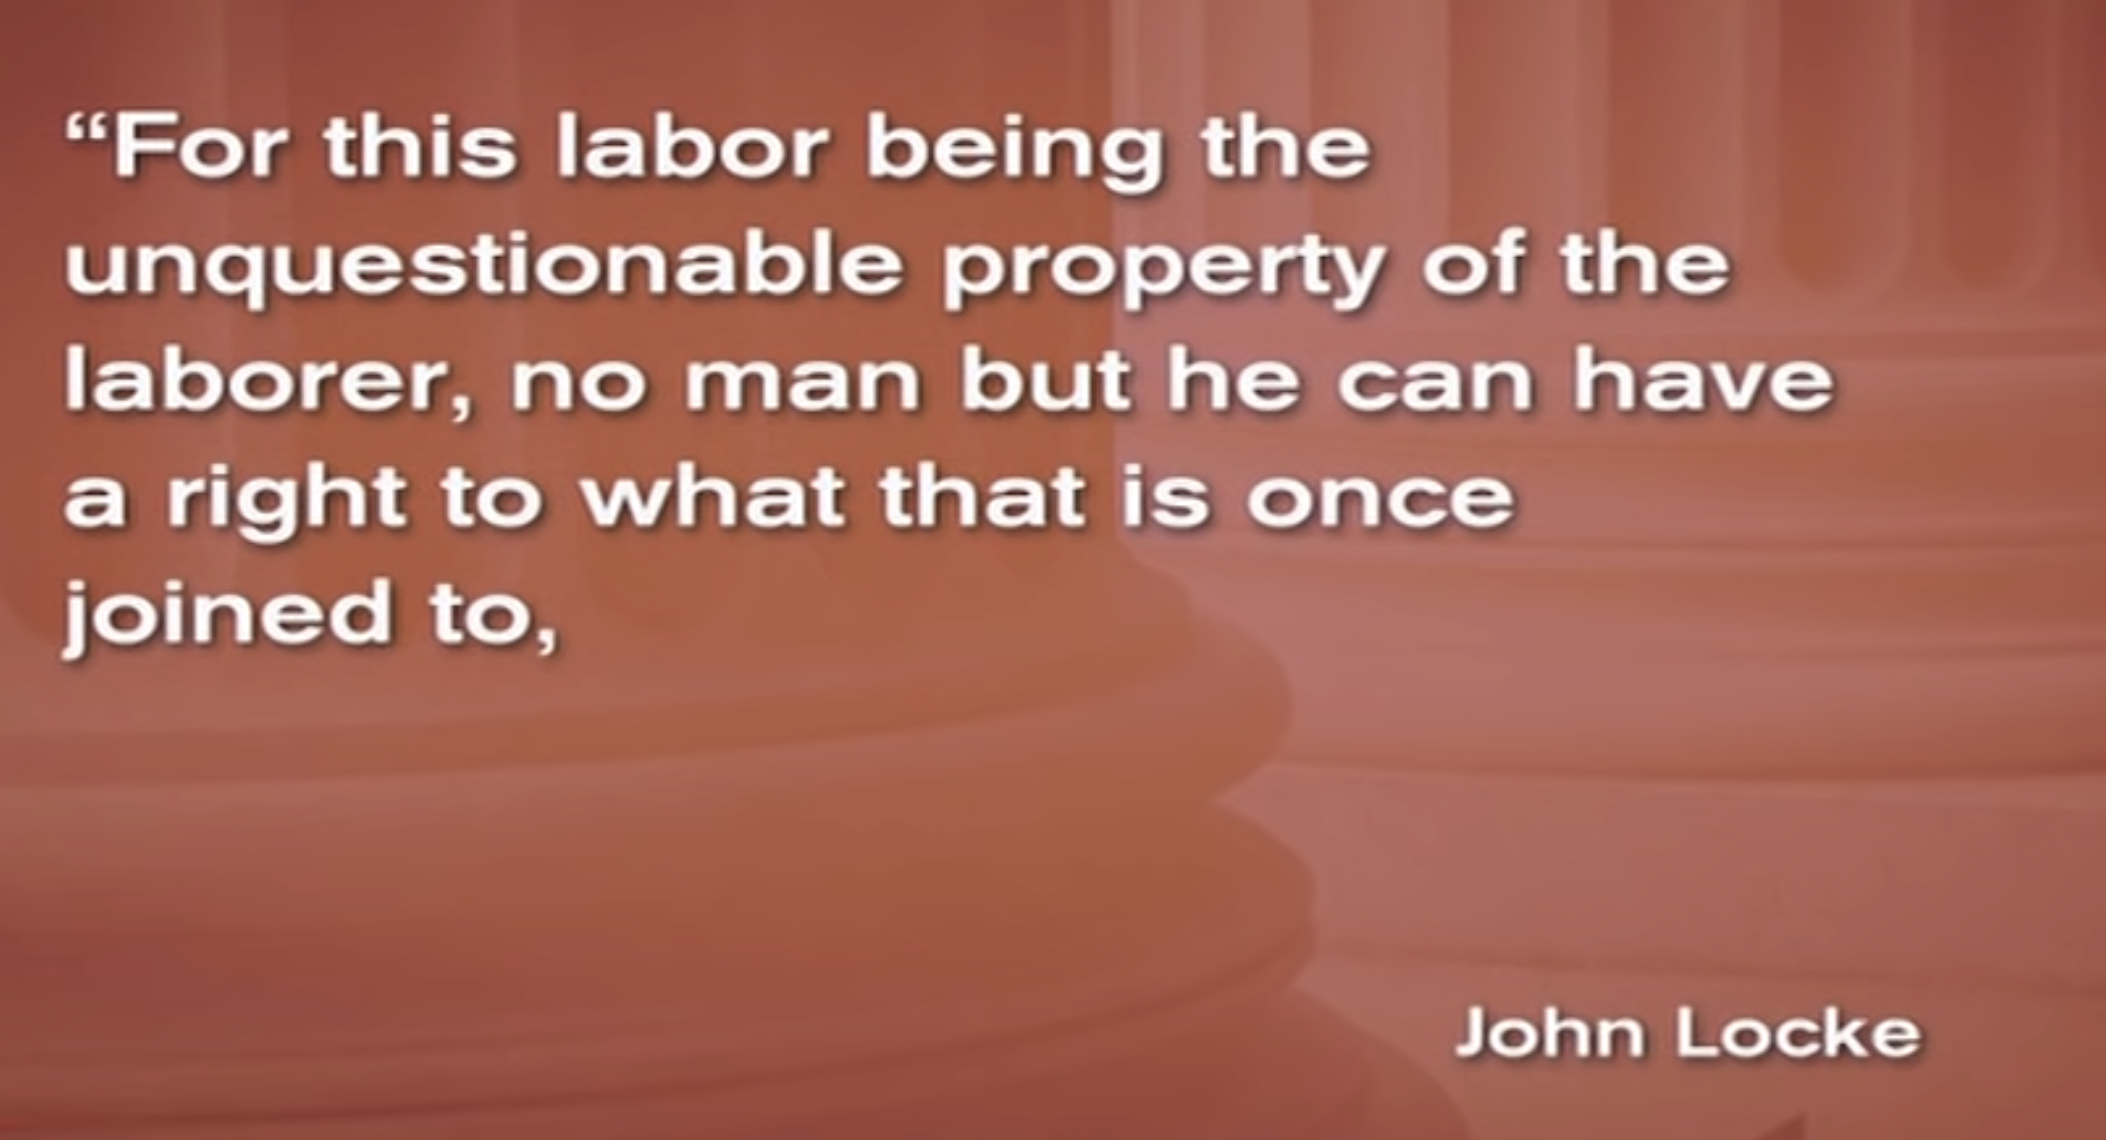 “For this labor being the
unquestionable property of the
laborer, no man but he can have
a right to what that is once
joined to,
John Locke